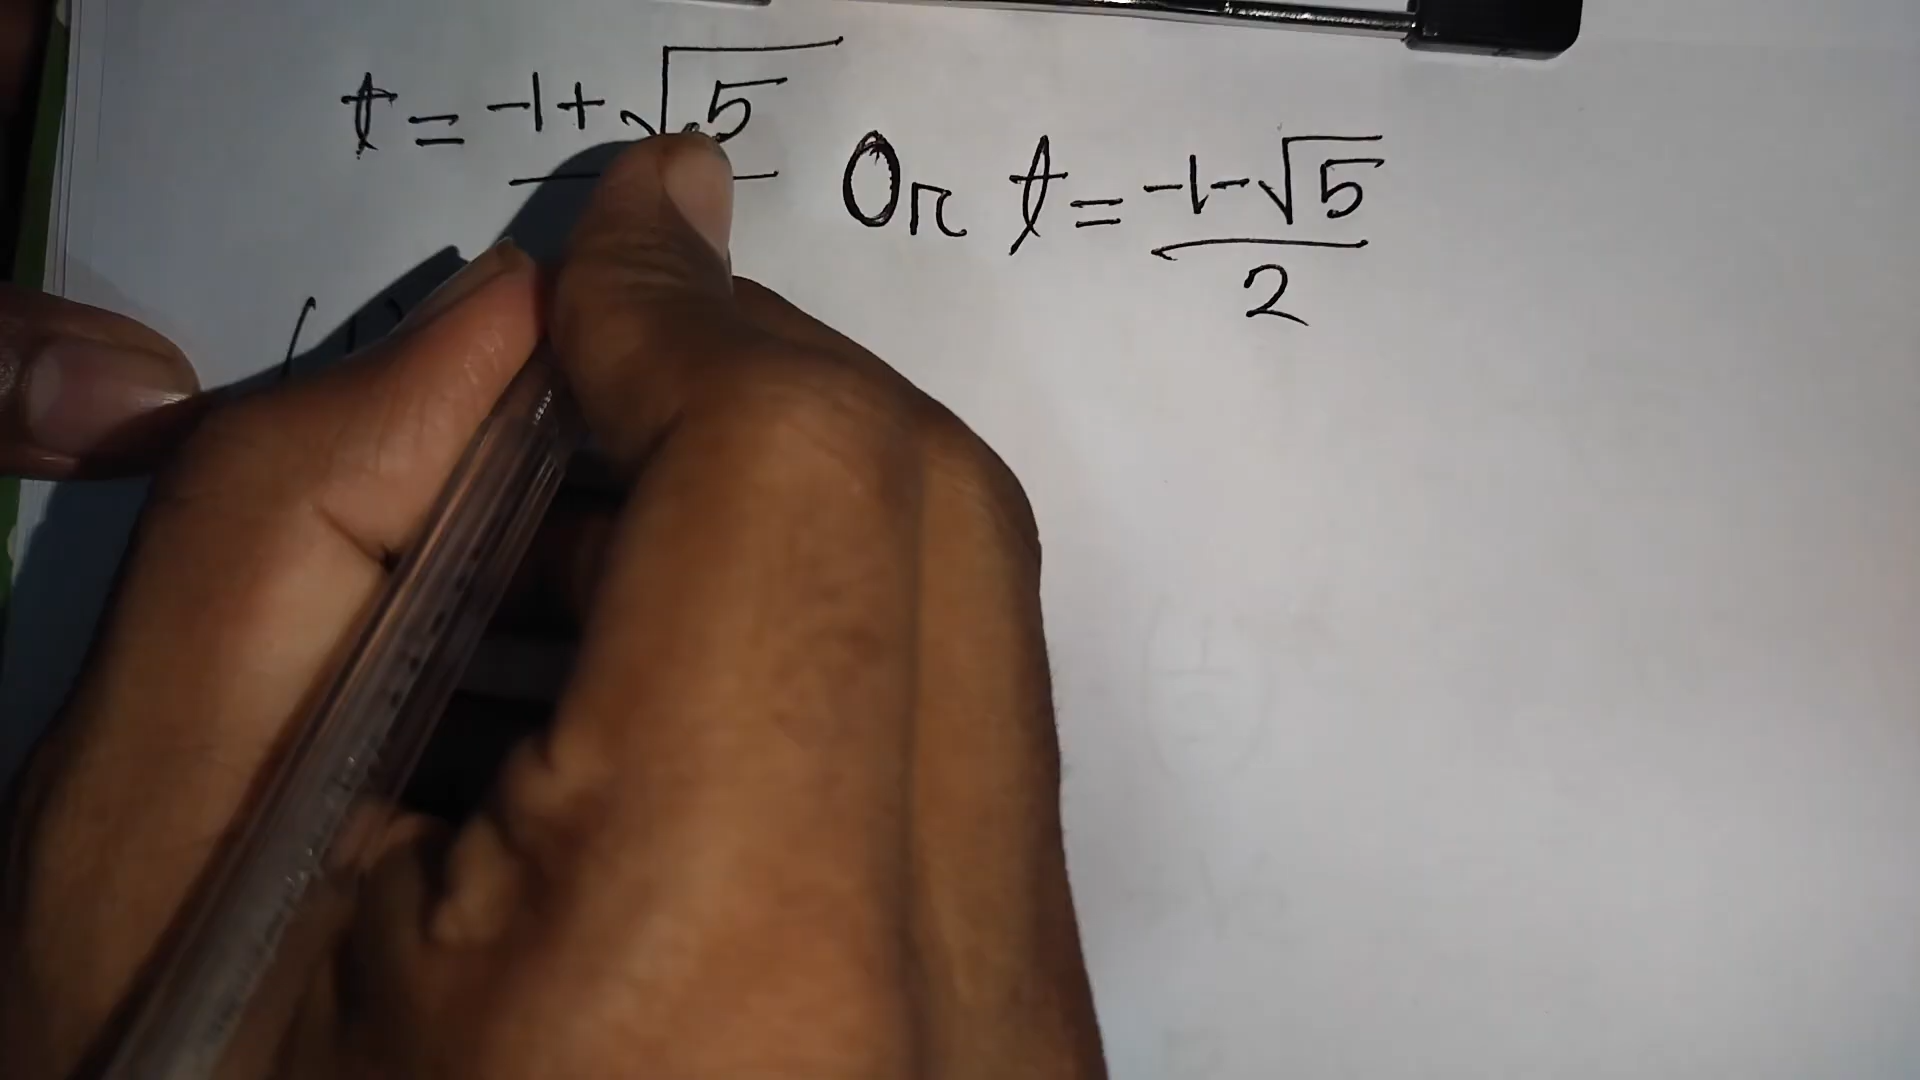 t = -1+√5 Or t = -1-√5
2
(